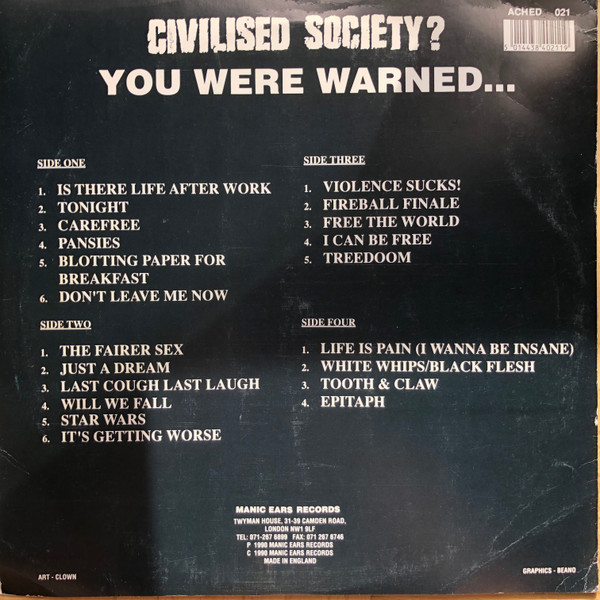 CIVILISED SOCIETY?
ACHED 021
5 014438 402119
YOU WERE WARNED...
SIDE ONE
1. IS THERE LIFE AFTER WORK
2. TONIGHT
3. CAREFREE
4. PANSIES
5. BLOTTING PAPER FOR
BREAKFAST
6. DON'T LEAVE ME NOW
SIDE TWO
1. THE FAIRER SEX
2. JUST A DREAM
3. LAST COUGH LAST LAUGH
4. WILL WE FALL
5. STAR WARS
6. IT'S GETTING WORSE
SIDE THREE
1. VIOLENCE SUCKS!
2. FIREBALL FINALE
3. FREE THE WORLD
4. I CAN BE FREE
5. TREEDOOM
SIDE FOUR
1. LIFE IS PAIN (I WANNA BE INSANE)
2. WHITE WHIPS/BLACK FLESH
3. TOOTH & CLAW
4. EPITAPH
MANIC EARS RECORDS
TWYMAN HOUSE, 31-39 CAMDEN ROAD,
LONDON NW1 9LF
TEL: 071-267 6899 FAX: 071 267 6746
P 1990 MANIC EARS RECORDS
C 1990 MANIC EARS RECORDS
MADE IN ENGLAND
ART - CLOWN
GRAPHICS - BEANO